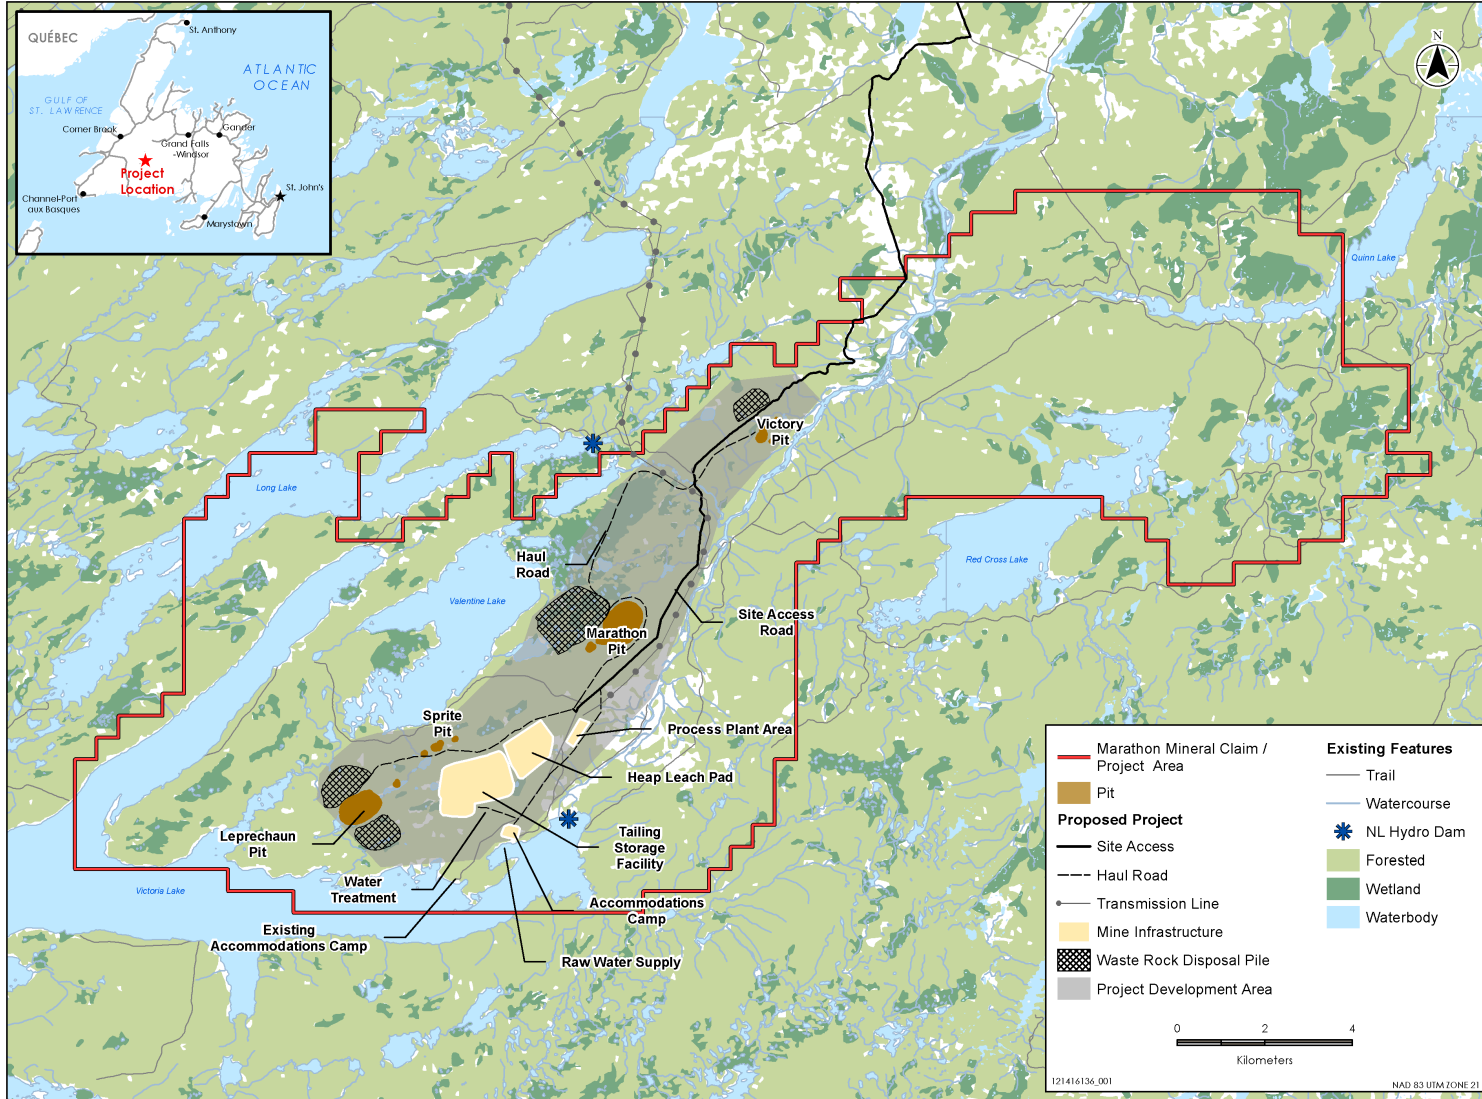 QUÉBEC
St. Anthony
ATLANTIC
OCEAN
GULF OF
ST. LAWRENCE
Corner Brook
Gander
Grand Falls
-Windsor
Project
Location
St. John's
Channel-Port
aux Basques
Marystown
N
Quinn Lake
Victory
Pit
Long Lake
Haul
Road
Red Cross Lake
Valentine Lake
Site Access
Road
Marathon
Pit
Sprite
Pit
Process Plant Area
Heap Leach Pad
Leprechaun
Pit
Tailing
Storage
Facility
Water
Treatment
Victoria Lake
Accommodations
Camp
Existing
Accommodations Camp
Raw Water Supply
Marathon Mineral Claim /
Project Area
Pit
Proposed Project
Site Access
Haul Road
Transmission Line
Mine Infrastructure
Waste Rock Disposal Pile
Project Development Area
Existing Features
Trail
Watercourse
NL Hydro Dam
Forested
Wetland
Waterbody
0 2 4
Kilometers
121416136_001
NAD 83 UTM ZONE 21